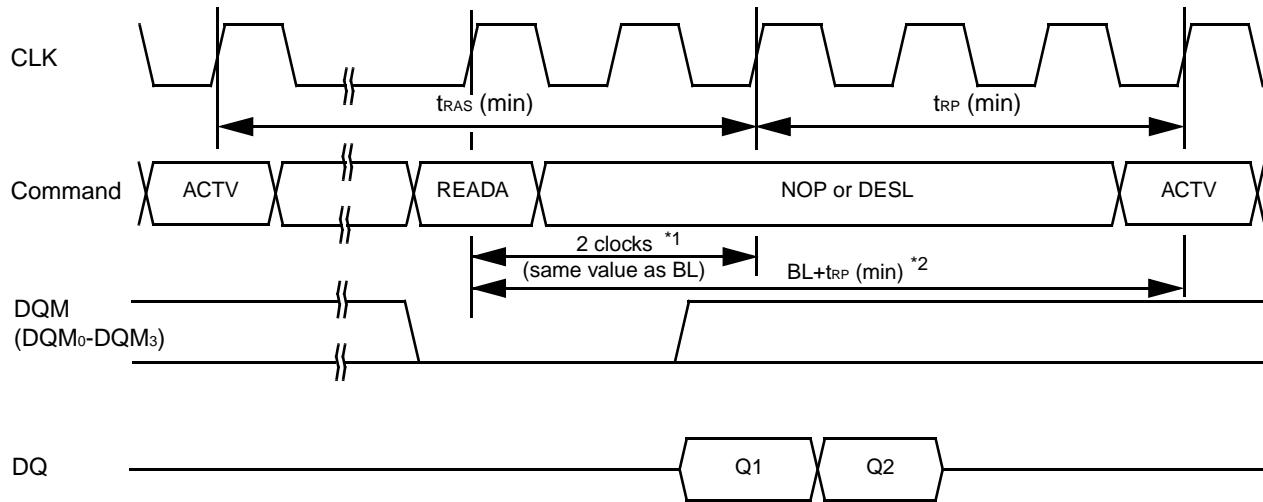 CLK
tRAS (min)
tRP (min)
Command
ACTV
READA
NOP or DESL
ACTV
2 clocks *1
(same value as BL)
BL+tRP (min) *2
DQM
(DQM0-DQM3)
DQ
Q1
Q2